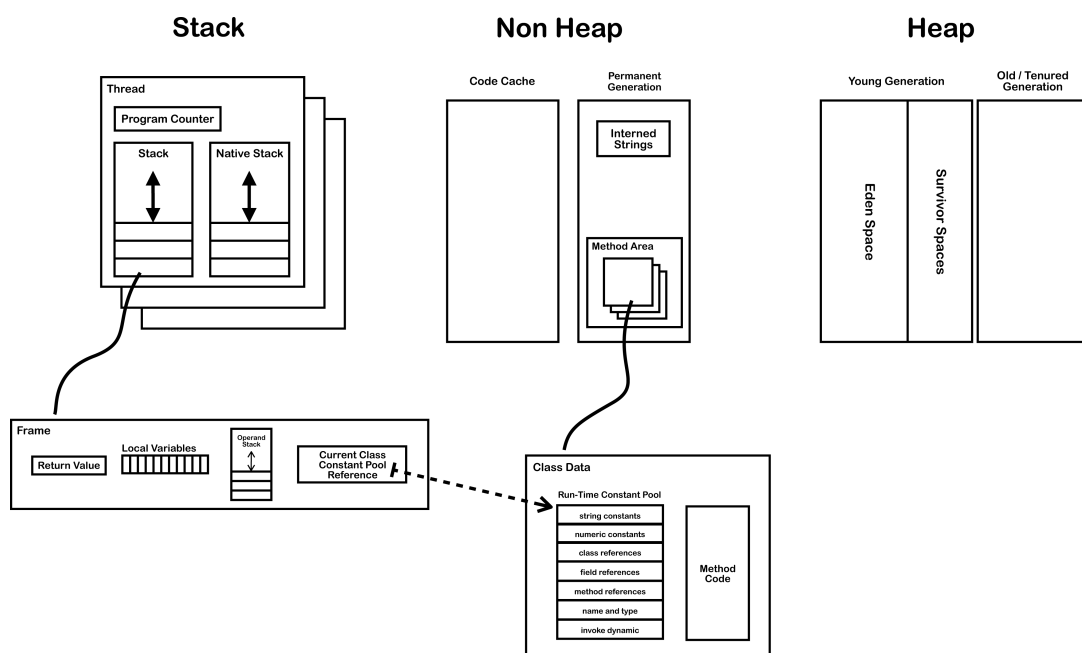 Stack
Non Heap
Heap
Thread
Program Counter
Stack
Native Stack
Code Cache
Permanent
Generation
Interned
Strings
Method Area
Young Generation
Old / Tenured
Generation
Eden Space
Survivor Spaces
Frame
Return Value
Local Variables
Operand
Stack
Current Class
Constant Pool
Reference
Class Data
Run-Time Constant Pool
string constants
numeric constants
class references
field references
method references
name and type
invoke dynamic
Method
Code